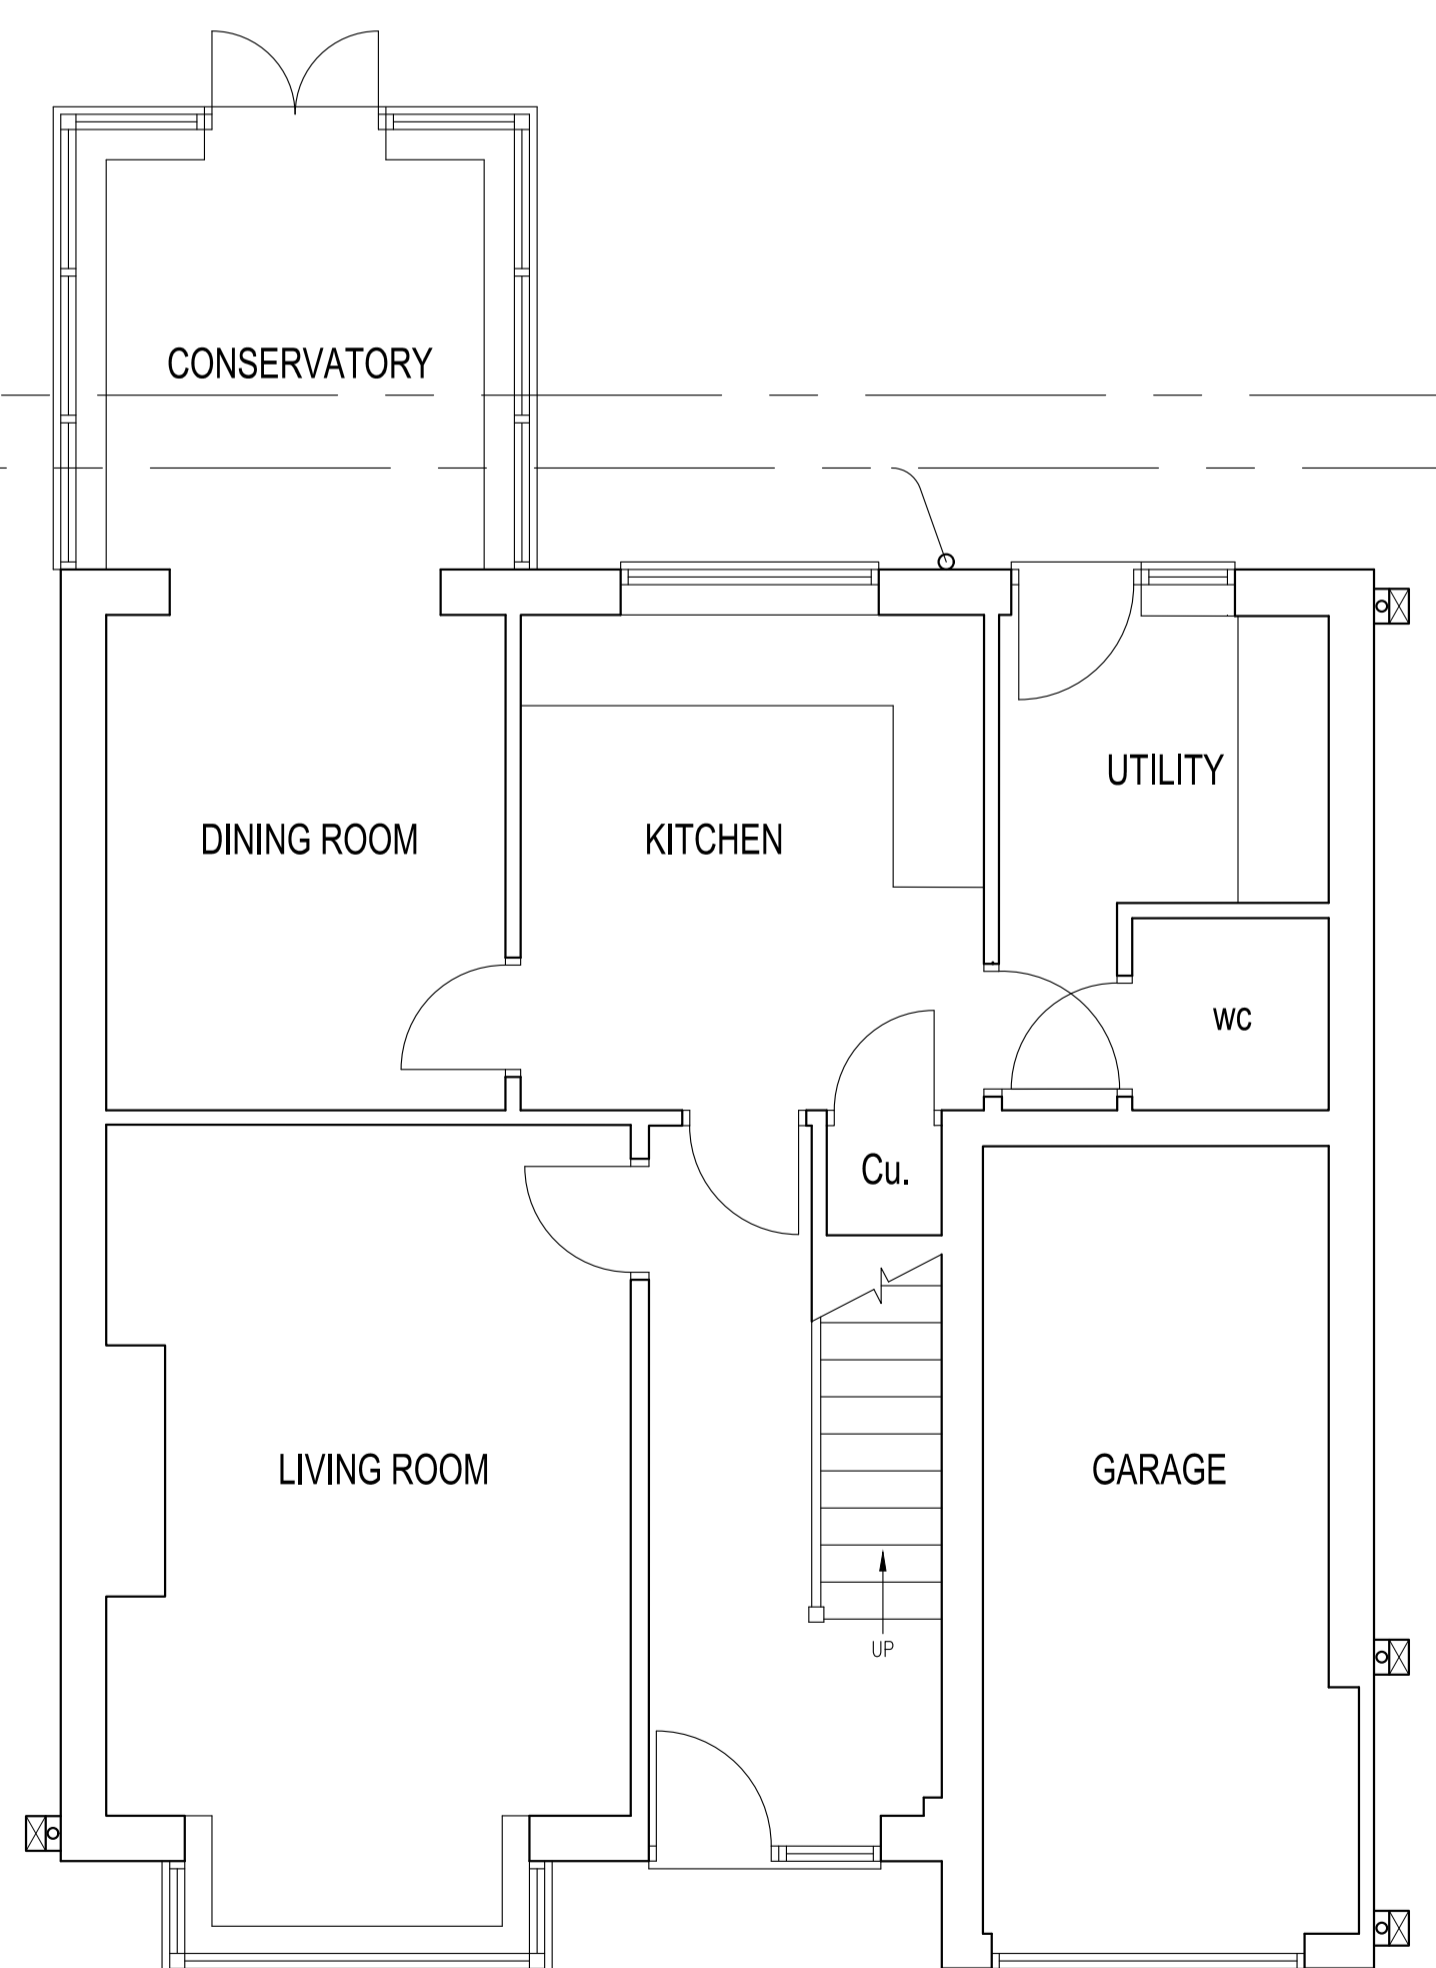 CONSERVATORY
UTILITY
DINING ROOM
KITCHEN
WC
Cu.
LIVING ROOM
GARAGE
UP